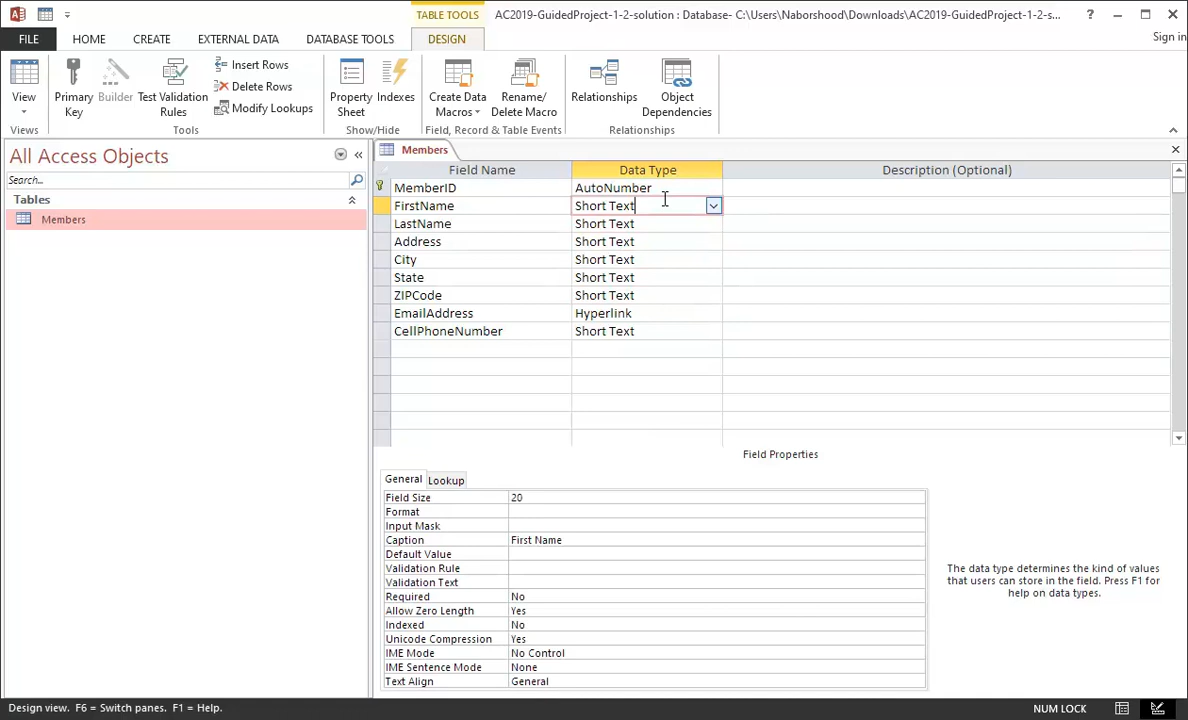 TABLE TOOLS
AC2019-GuidedProject-1-2-solution : Database- C:\Users\Naborshood\Downloads\AC2019-GuidedProject-1-2-s...
?
FILE HOME CREATE EXTERNAL DATA DATABASE TOOLS DESIGN Sign in
View
Views
Primary Key
Builder
Test Validation Rules
Insert Rows
Delete Rows
Modify Lookups
Tools
Property Sheet
Indexes
Show/Hide
Create Data Macros
Rename/ Delete Macro
Field, Record & Table Events
Relationships
Object Dependencies
Relationships
All Access Objects
Search...
Tables
Members
Members
Field Name Data Type Description (Optional)
MemberID AutoNumber
FirstName Short Text
LastName Short Text
Address Short Text
City Short Text
State Short Text
ZIPCode Short Text
EmailAddress Hyperlink
CellPhoneNumber Short Text
Field Properties
General Lookup
Field Size 20
Format
Input Mask
Caption First Name
Default Value
Validation Rule
Validation Text
Required No
Allow Zero Length Yes
Indexed No
Unicode Compression Yes
IME Mode No Control
IME Sentence Mode None
Text Align General
The data type determines the kind of values
that users can store in the field. Press F1 for
help on data types.
Design view. F6 = Switch panes. F1 = Help. NUM LOCK